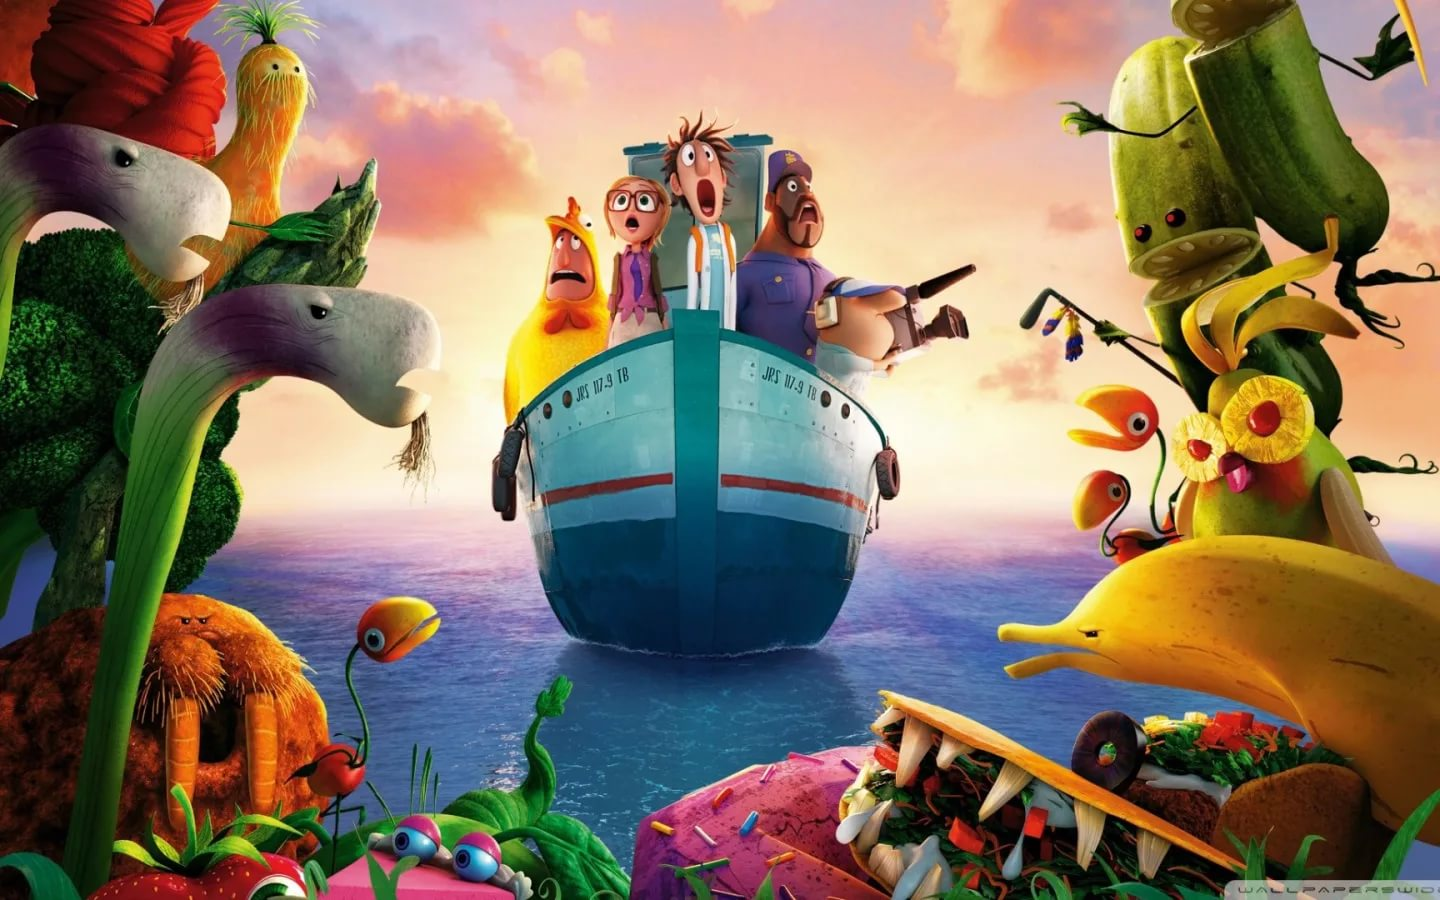 JRS 117-9 TB
JRS 117-9 TB
WALLPAPERSWID